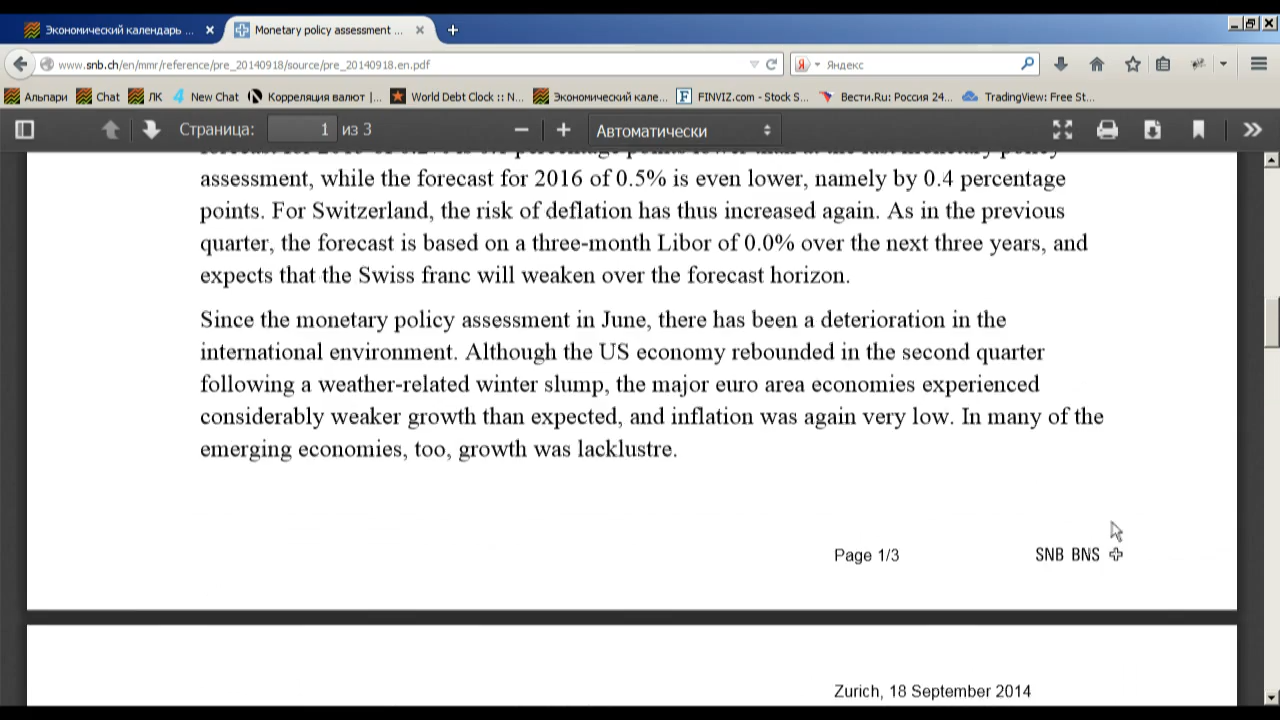 Экономический календарь ...
Monetary policy assessment ...
www.snb.ch/en/mmr/reference/pre_20140918/source/pre_20140918.en.pdf
Яндекс
Альпари
Chat
ЛК
New Chat
Корреляция валют |...
World Debt Clock :: N...
Экономический кале...
FINVIZ.com - Stock S...
Вести.Ru: Россия 24...
TradingView: Free St...
Страница: 1 из 3
Автоматически
assessment, while the forecast for 2016 of 0.5% is even lower, namely by 0.4 percentage
points. For Switzerland, the risk of deflation has thus increased again. As in the previous
quarter, the forecast is based on a three-month Libor of 0.0% over the next three years, and
expects that the Swiss franc will weaken over the forecast horizon.
Since the monetary policy assessment in June, there has been a deterioration in the
international environment. Although the US economy rebounded in the second quarter
following a weather-related winter slump, the major euro area economies experienced
considerably weaker growth than expected, and inflation was again very low. In many of the
emerging economies, too, growth was lacklustre.
Page 1/3
SNB BNS
Zurich, 18 September 2014